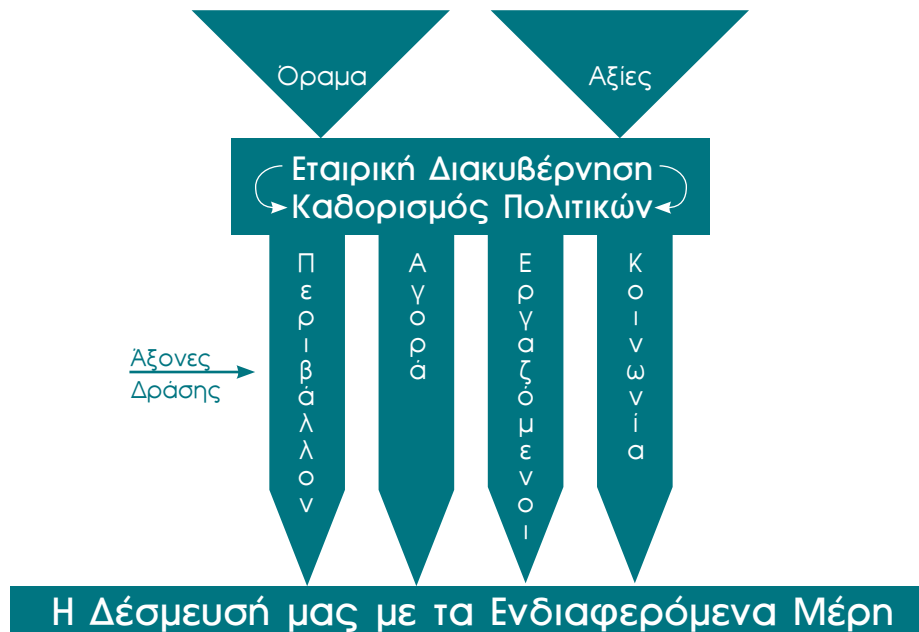 Όραμα
Αξίες
Εταιρική Διακυβέρνηση
Καθορισμός Πολιτικών
Άξονες
Δράσης
Περιβάλλον
Αγορά
Εργαζόμενοι
Κοινωνία
Η Δέσμευσή μας με τα Ενδιαφερόμενα Μέρη